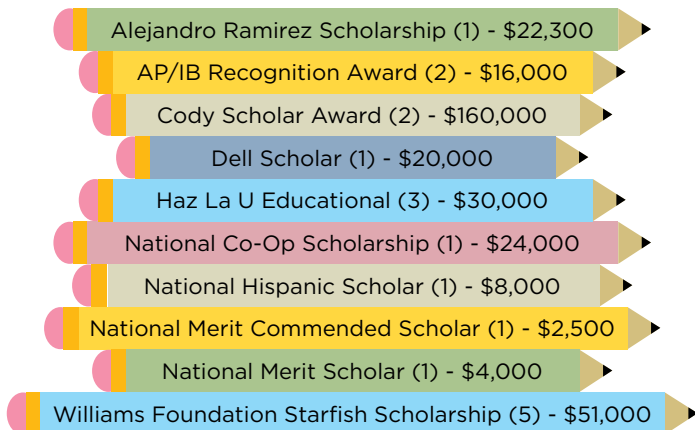 Alejandro Ramirez Scholarship (1) - $22,300
AP/IB Recognition Award (2) - $16,000
Cody Scholar Award (2) - $160,000
Dell Scholar (1) - $20,000
Haz La U Educational (3) - $30,000
National Co-Op Scholarship (1) - $24,000
National Hispanic Scholar (1) - $8,000
National Merit Commended Scholar (1) - $2,500
National Merit Scholar (1) - $4,000
Williams Foundation Starfish Scholarship (5) - $51,000